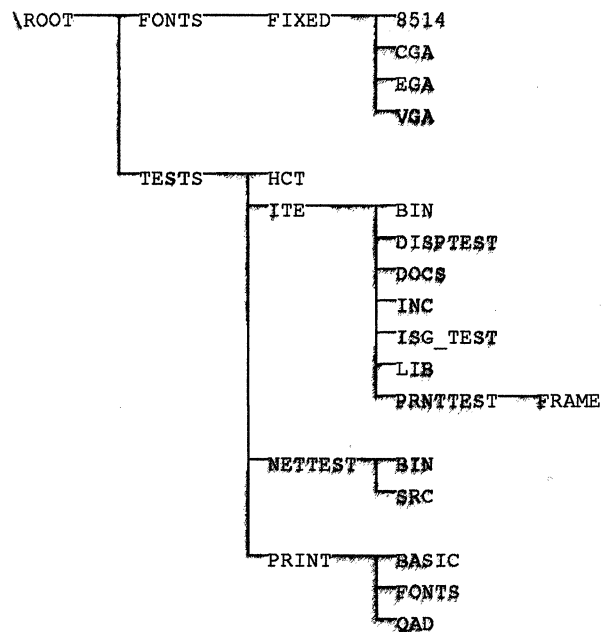 \ROOT FONTS FIXED 8514
CGA
EGA
VGA
TESTS HCT
ITE BIN
DISPTEST
DOCS
INC
ISG_TEST
LIB
PRNTTEST FRAME
NETTEST BIN
SRC
PRINT BASIC
FONTS
QAD